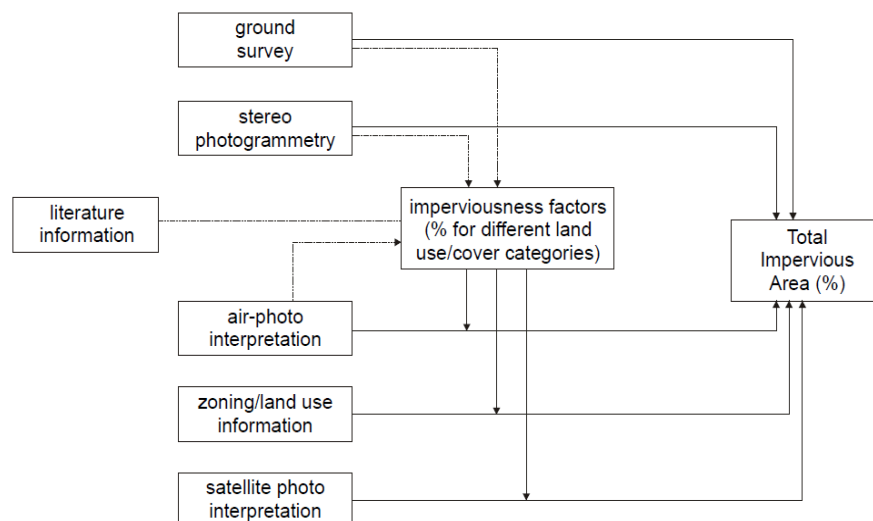 ground
survey
stereo
photogrammetry
literature
information
imperviousness factors
(% for different land
use/cover categories)
Total
Impervious
Area (%)
air-photo
interpretation
zoning/land use
information
satellite photo
interpretation